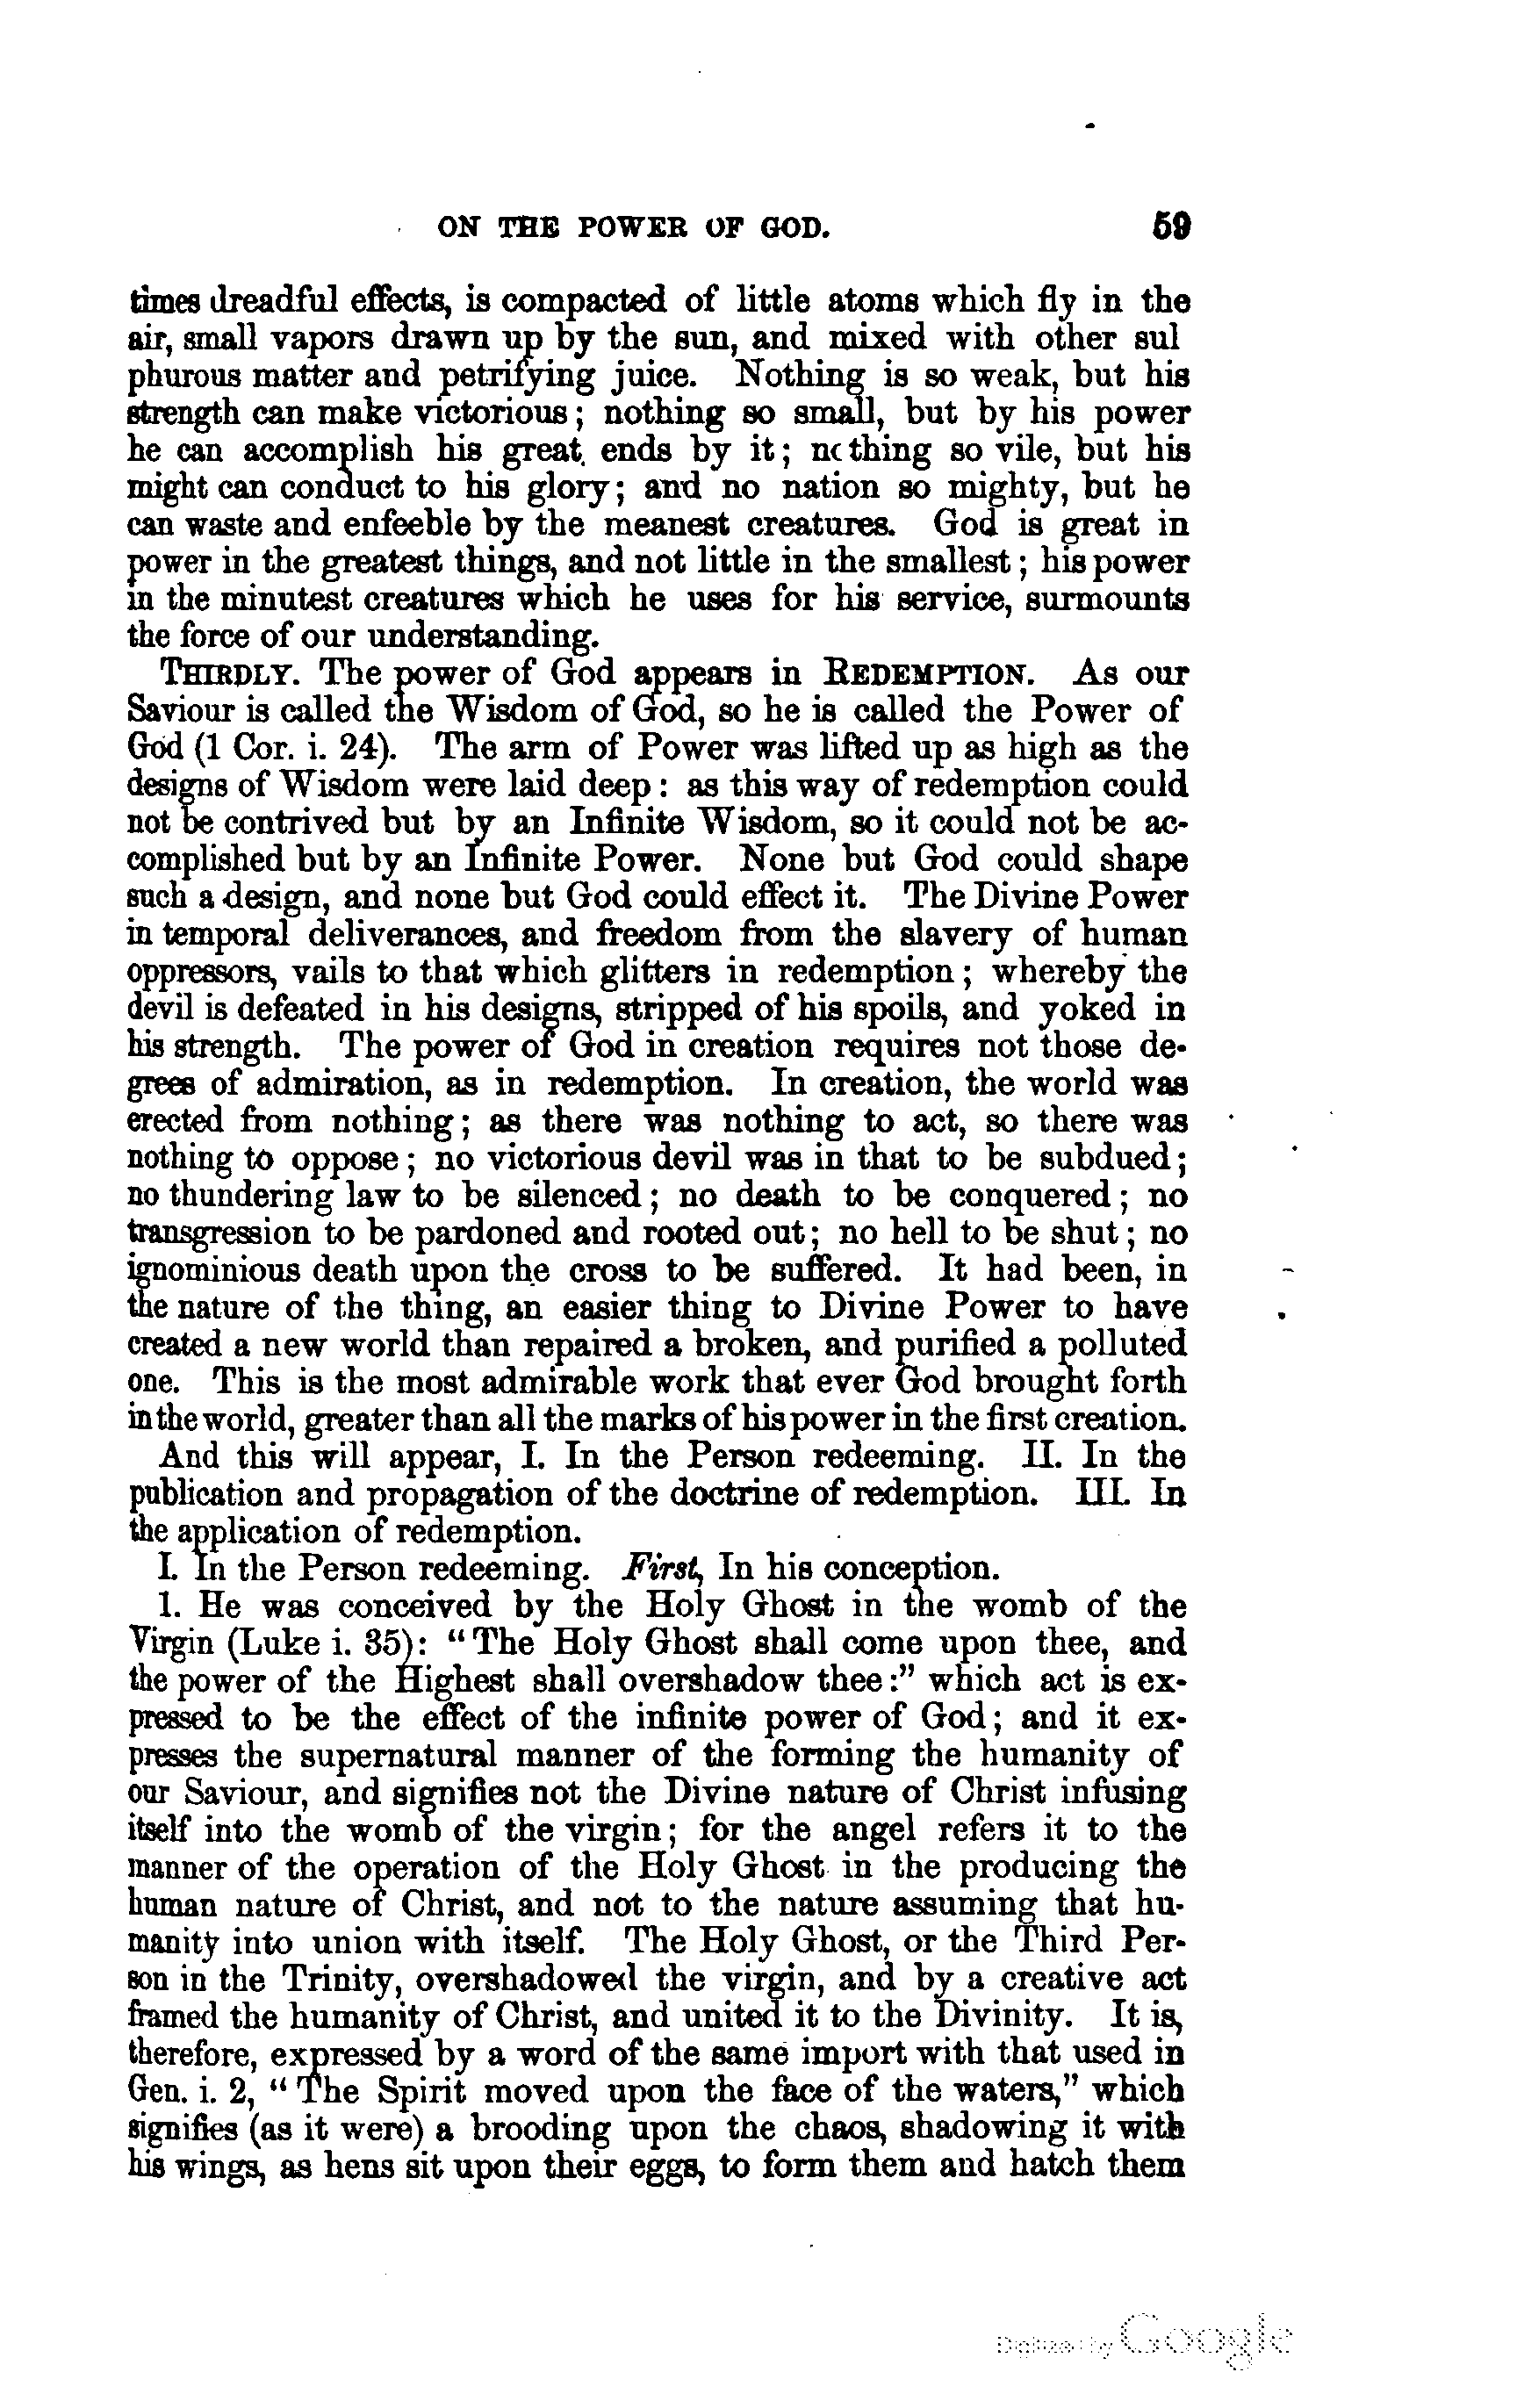 ON THE POWER OF GOD. 59
times dreadful effects, is compacted of little atoms which fly in the
air, small vapors drawn up by the sun, and mixed with other sul
phurous matter and petrifying juice. Nothing is so weak, but his
strength can make victorious; nothing so small, but by his power
he can accomplish his great ends by it; nothing so vile, but his
might can conduct to his glory; and no nation so mighty, but he
can waste and enfeeble by the meanest creatures. God is great in
power in the greatest things, and not little in the smallest; his power
in the minutest creatures which he uses for his service, surmounts
the force of our understanding.
THIRDLY. The power of God appears in REDEMPTION. As our
Saviour is called the Wisdom of God, so he is called the Power of
God (1 Cor. i. 24). The arm of Power was lifted up as high as the
designs of Wisdom were laid deep: as this way of redemption could
not be contrived but by an Infinite Wisdom, so it could not be ac-
complished but by an Infinite Power. None but God could shape
such a design, and none but God could effect it. The Divine Power
in temporal deliverances, and freedom from the slavery of human
oppressors, vails to that which glitters in redemption; whereby the
devil is defeated in his designs, stripped of his spoils, and yoked in
his strength. The power of God in creation requires not those de-
grees of admiration, as in redemption. In creation, the world was
erected from nothing; as there was nothing to act, so there was
nothing to oppose; no victorious devil was in that to be subdued;
no thundering law to be silenced; no death to be conquered; no
transgression to be pardoned and rooted out; no hell to be shut; no
ignominious death upon the cross to be suffered. It had been, in
the nature of the thing, an easier thing to Divine Power to have
created a new world than repaired a broken, and purified a polluted
one. This is the most admirable work that ever God brought forth
in the world, greater than all the marks of his power in the first creation.
And this will appear, I. In the Person redeeming. II. In the
publication and propagation of the doctrine of redemption. III. In
the application of redemption.
I. In the Person redeeming. First, In his conception.
1. He was conceived by the Holy Ghost in the womb of the
Virgin (Luke i. 35): "The Holy Ghost shall come upon thee, and
the power of the Highest shall overshadow thee:" which act is ex-
pressed to be the effect of the infinite power of God; and it ex-
presses the supernatural manner of the forming the humanity of
our Saviour, and signifies not the Divine nature of Christ infusing
itself into the womb of the virgin; for the angel refers it to the
manner of the operation of the Holy Ghost in the producing the
human nature of Christ, and not to the nature assuming that hu-
manity into union with itself. The Holy Ghost, or the Third Per-
son in the Trinity, overshadowed the virgin, and by a creative act
framed the humanity of Christ, and united it to the Divinity. It is,
therefore, expressed by a word of the same import with that used in
Gen. i. 2, "The Spirit moved upon the face of the waters," which
signifies (as it were) a brooding upon the chaos, shadowing it with
his wings, as hens sit upon their eggs, to form them and hatch them
Digitized by Google